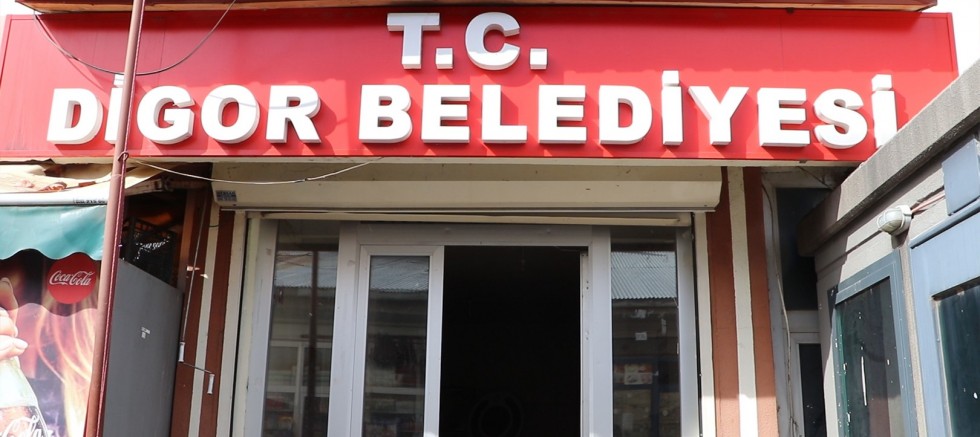 T.C.
DİGOR BELEDİYESİ
Coca-Cola